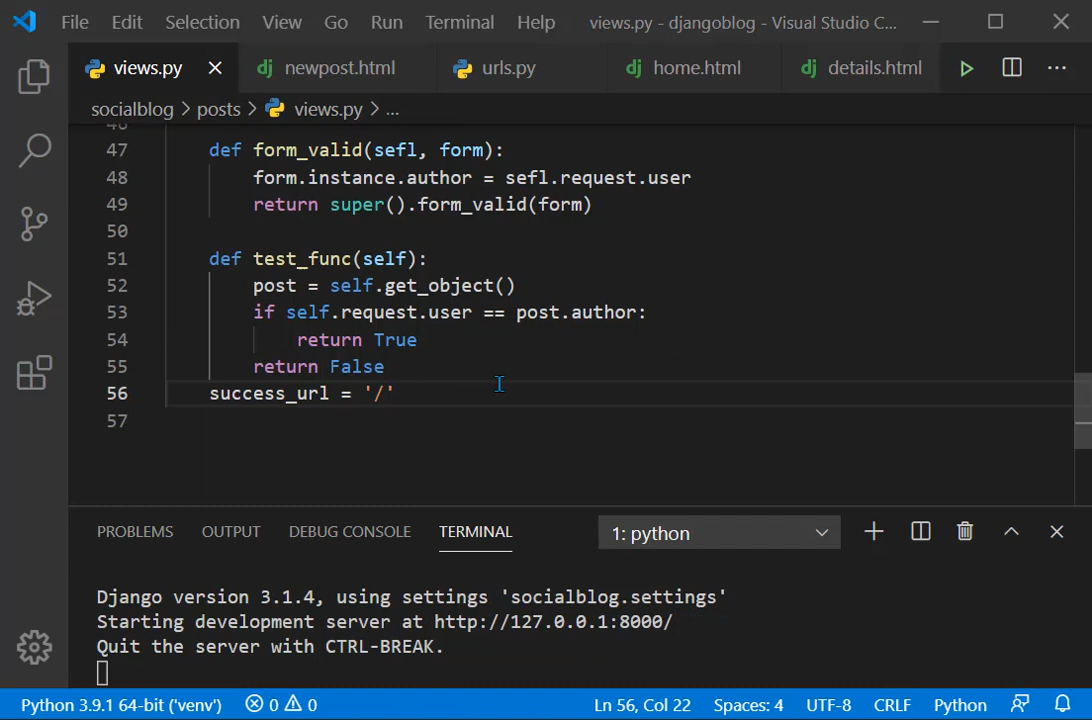 File Edit Selection View Go Run Terminal Help views.py - djangoblog - Visual Studio C...
views.py newpost.html urls.py home.html details.html
socialblog > posts > views.py > ...
46
47 def form_valid(sefl, form):
48 form.instance.author = sefl.request.user
49 return super().form_valid(form)
50
51 def test_func(self):
52 post = self.get_object()
53 if self.request.user == post.author:
54 return True
55 return False
56 success_url = '/'
57
PROBLEMS OUTPUT DEBUG CONSOLE TERMINAL 1: python
Django version 3.1.4, using settings 'socialblog.settings'
Starting development server at http://127.0.0.1:8000/
Quit the server with CTRL-BREAK.
Python 3.9.1 64-bit ('venv') 0 0 Ln 56, Col 22 Spaces: 4 UTF-8 CRLF Python